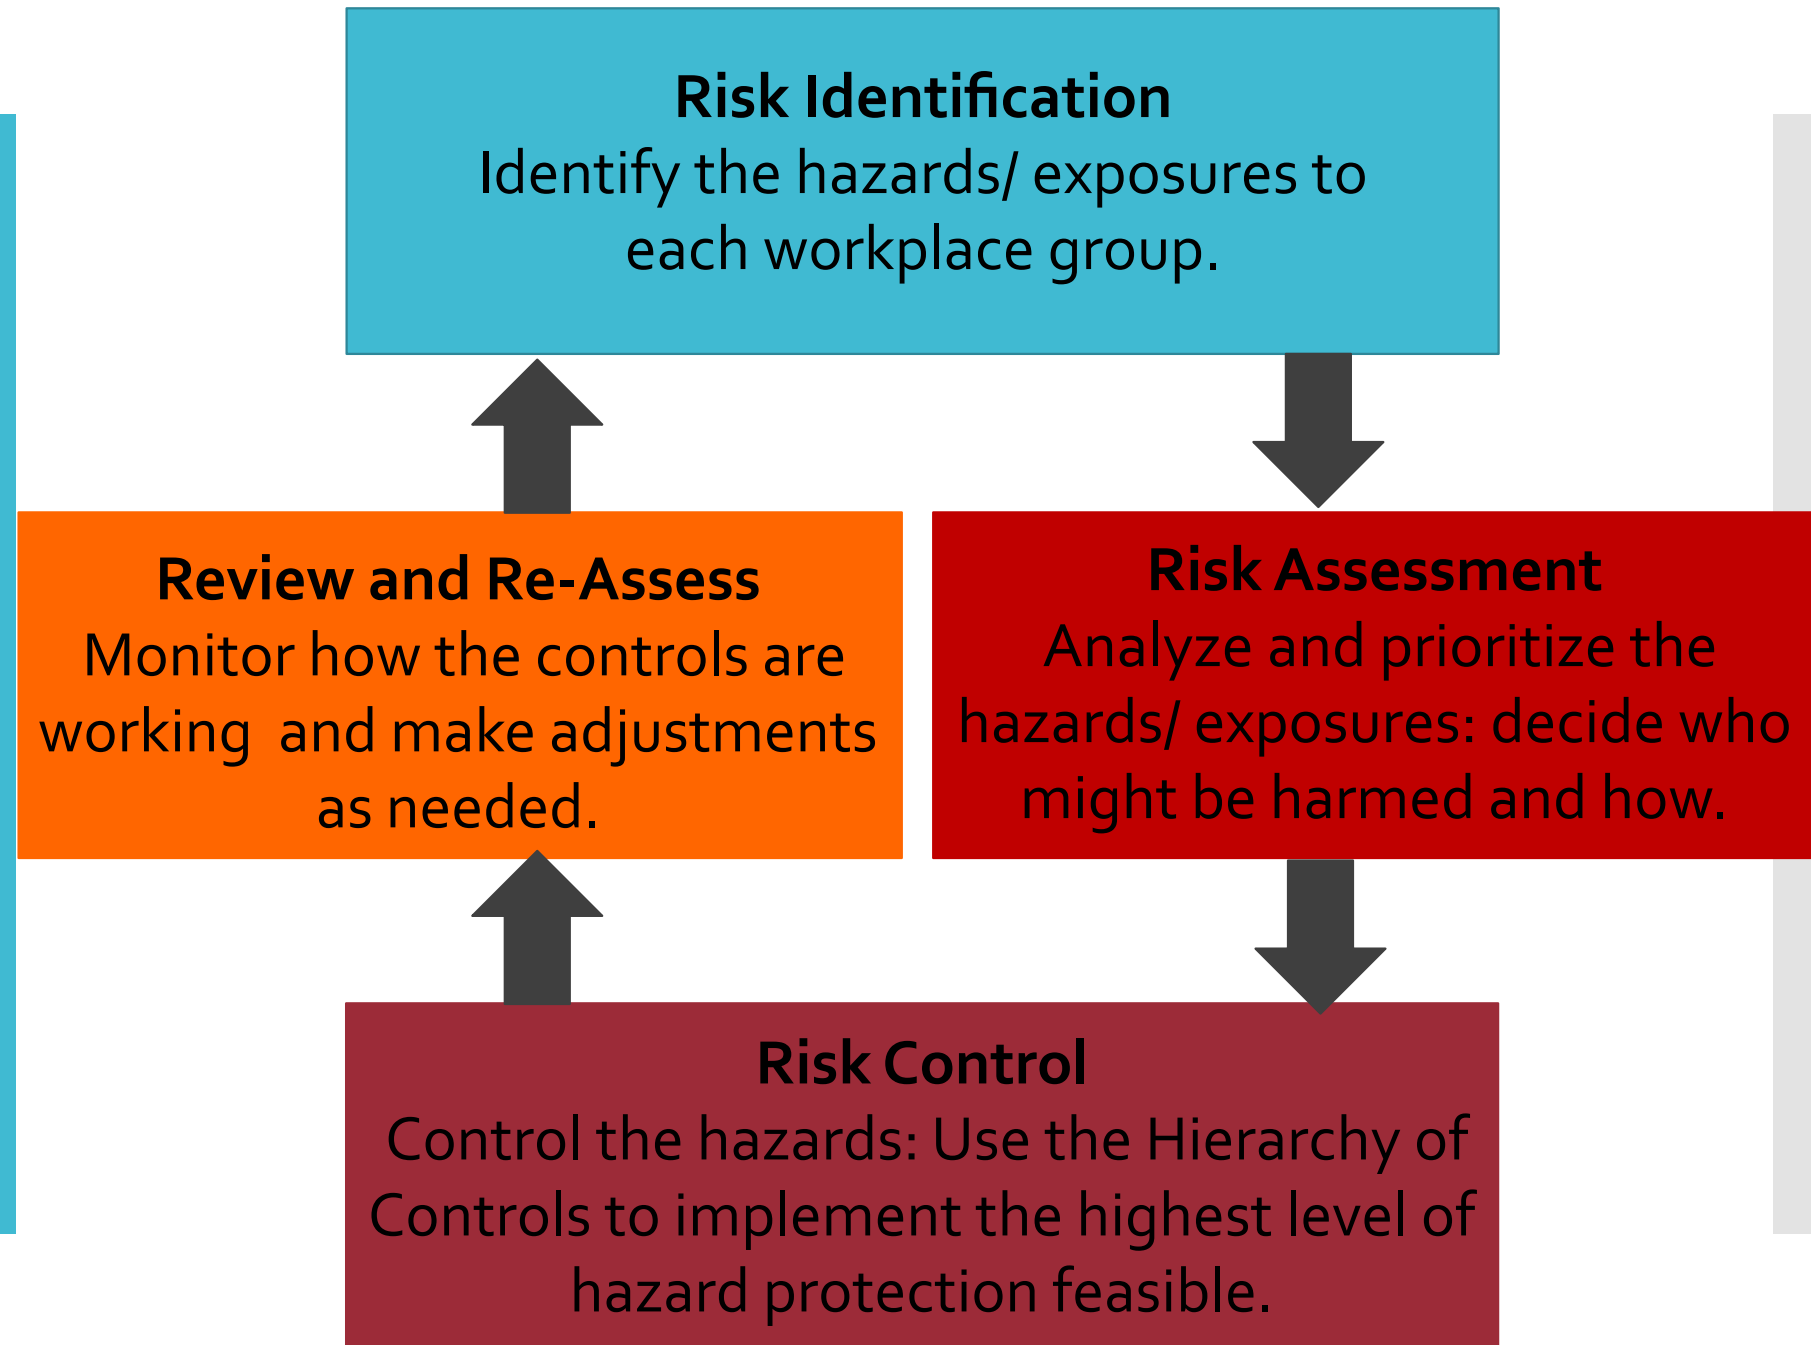 Risk Identification
Identify the hazards/ exposures to
each workplace group.
Review and Re-Assess
Monitor how the controls are
working  and make adjustments
as needed.
Risk Assessment
Analyze and prioritize the
hazards/ exposures: decide who
might be harmed and how.
Risk Control
Control the hazards: Use the Hierarchy of
Controls to implement the highest level of
hazard protection feasible.